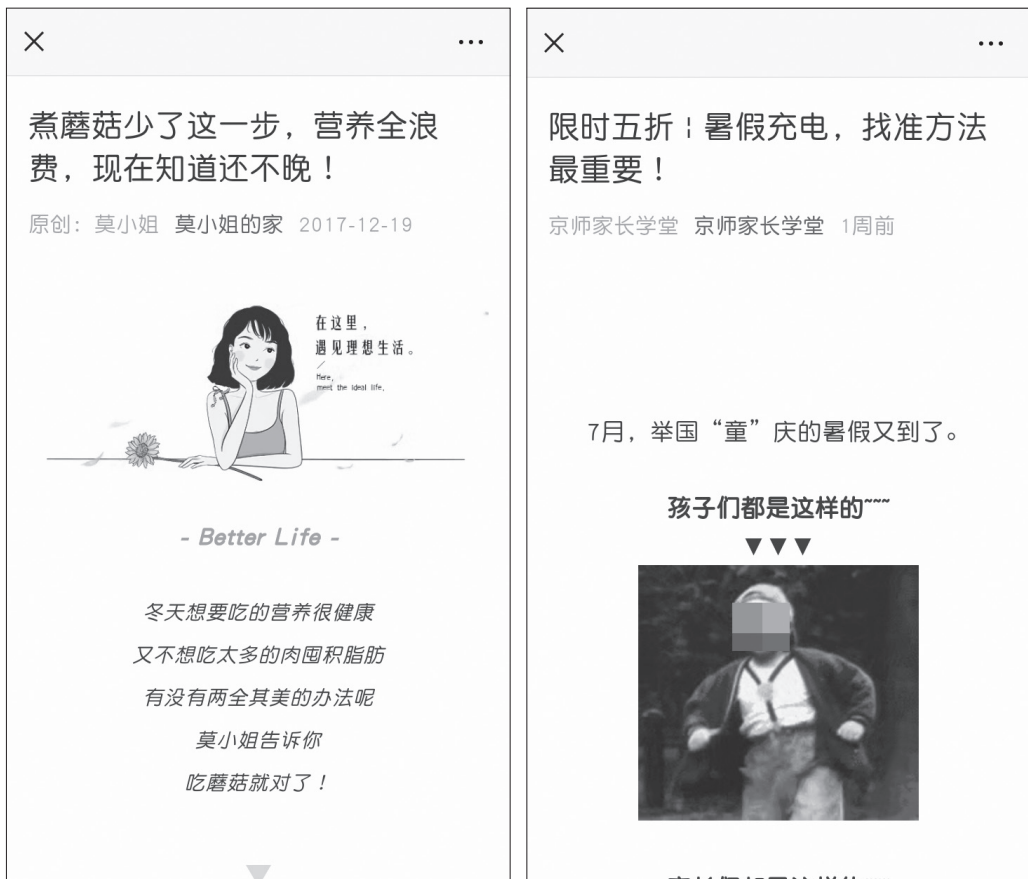 煮蘑菇少了这一步，营养全浪
费，现在知道还不晚！
原创：莫小姐 莫小姐的家 2017-12-19
在这里，
遇见理想生活。
Here,
meet the ideal life.
- Better Life -
冬天想要吃的营养很健康
又不想吃太多的肉囤积脂肪
有没有两全其美的办法呢
莫小姐告诉你
吃蘑菇就对了！
限时五折 ¦ 暑假充电，找准方法
最重要！
京师家长学堂 京师家长学堂 1周前
7月，举国“童”庆的暑假又到了。
孩子们都是这样的~~~
▼▼▼